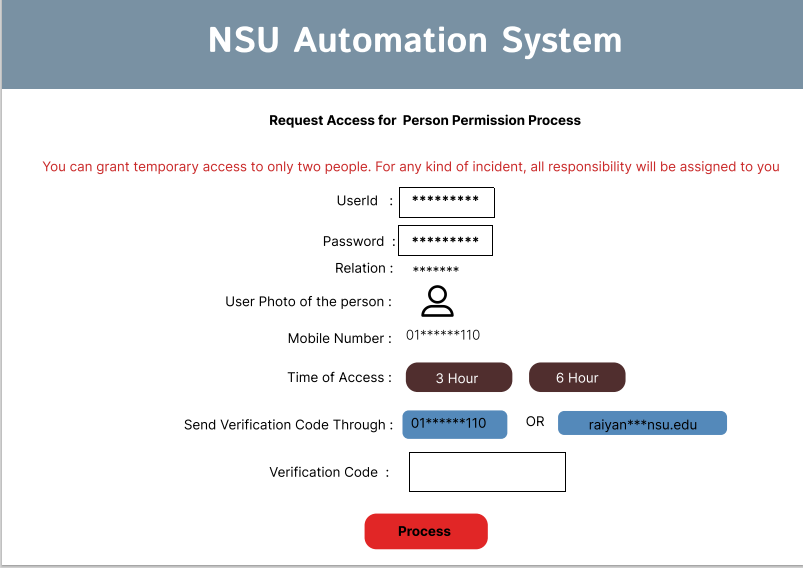 NSU Automation System
Request Access for Person Permission Process
You can grant temporary access to only two people. For any kind of incident, all responsibility will be assigned to you
UserId : *********
Password : *********
Relation : *******
User Photo of the person :
Mobile Number : 01******110
Time of Access : 3 Hour 6 Hour
Send Verification Code Through : 01******110 OR raiyan***nsu.edu
Verification Code :
Process